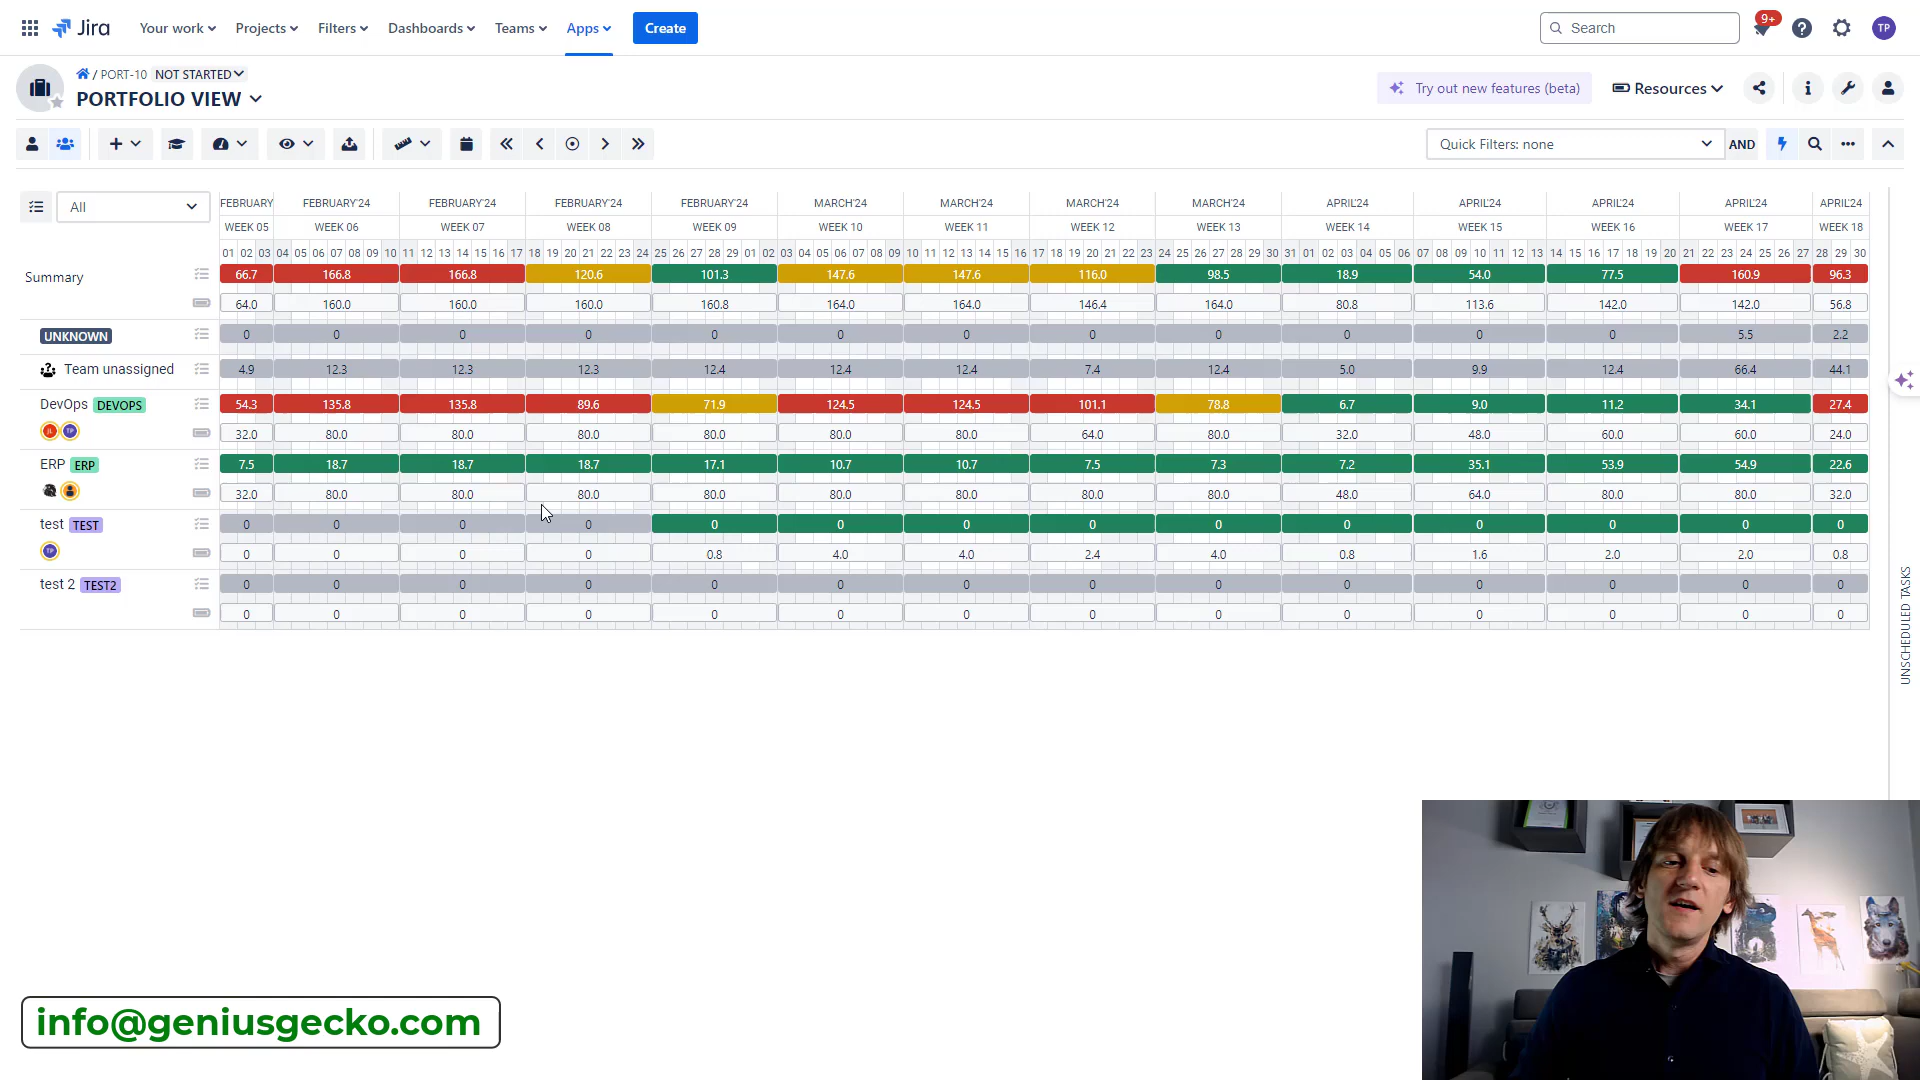 Jira Your work Projects Filters Dashboards Teams Apps Create Search 9+ TP
/ PORT-10 NOT STARTED
PORTFOLIO VIEW Try out new features (beta) Resources
Quick Filters: none AND
All
FEBRUARY FEBRUARY'24 FEBRUARY'24 FEBRUARY'24 FEBRUARY'24 MARCH'24 MARCH'24 MARCH'24 MARCH'24 APRIL'24 APRIL'24 APRIL'24 APRIL'24 APRIL'24
WEEK 05 WEEK 06 WEEK 07 WEEK 08 WEEK 09 WEEK 10 WEEK 11 WEEK 12 WEEK 13 WEEK 14 WEEK 15 WEEK 16 WEEK 17 WEEK 18
01 02 03 04 05 06 07 08 09 10 11 12 13 14 15 16 17 18 19 20 21 22 23 24 25 26 27 28 29 01 02 03 04 05 06 07 08 09 10 11 12 13 14 15 16 17 18 19 20 21 22 23 24 25 26 27 28 29 30 31 01 02 03 04 05 06 07 08 09 10 11 12 13 14 15 16 17 18 19 20 21 22 23 24 25 26 27 28 29 30
Summary 66.7 166.8 166.8 120.6 101.3 147.6 147.6 116.0 98.5 18.9 54.0 77.5 160.9 96.3
64.0 160.0 160.0 160.0 160.8 164.0 164.0 146.4 164.0 80.8 113.6 142.0 142.0 56.8
UNKNOWN 0 0 0 0 0 0 0 0 0 0 0 0 5.5 2.2
Team unassigned 4.9 12.3 12.3 12.3 12.4 12.4 12.4 7.4 12.4 5.0 9.9 12.4 66.4 44.1
DevOps DEVOPS 54.3 135.8 135.8 89.6 71.9 124.5 124.5 101.1 78.8 6.7 9.0 11.2 34.1 27.4
JL TP 32.0 80.0 80.0 80.0 80.0 80.0 80.0 64.0 80.0 32.0 48.0 60.0 60.0 24.0
ERP ERP 7.5 18.7 18.7 18.7 17.1 10.7 10.7 7.5 7.3 7.2 35.1 53.9 54.9 22.6
32.0 80.0 80.0 80.0 80.0 80.0 80.0 80.0 80.0 48.0 64.0 80.0 80.0 32.0
test TEST 0 0 0 0 0 0 0 0 0 0 0 0 0 0
TP 0 0 0 0 0.8 4.0 4.0 2.4 4.0 0.8 1.6 2.0 2.0 0.8
test 2 TEST2 0 0 0 0 0 0 0 0 0 0 0 0 0 0
0 0 0 0 0 0 0 0 0 0 0 0 0 0
UNSCHEDULED TASKS
info@geniusgecko.com